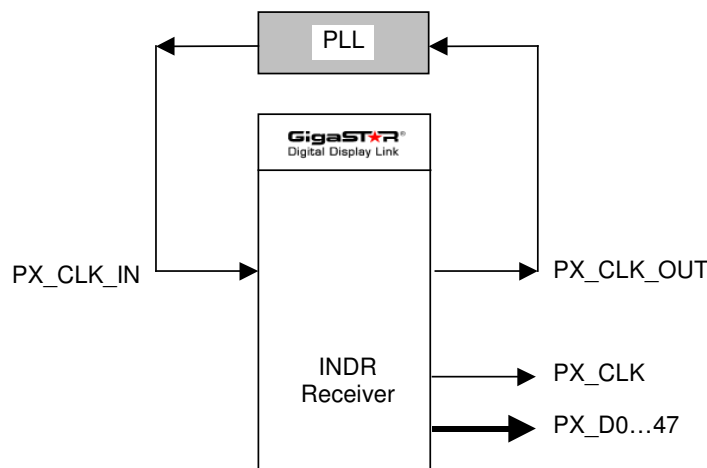 PLL
GigaSTAR®
Digital Display Link
PX_CLK_IN
PX_CLK_OUT
INDR
Receiver
PX_CLK
PX_D0…47